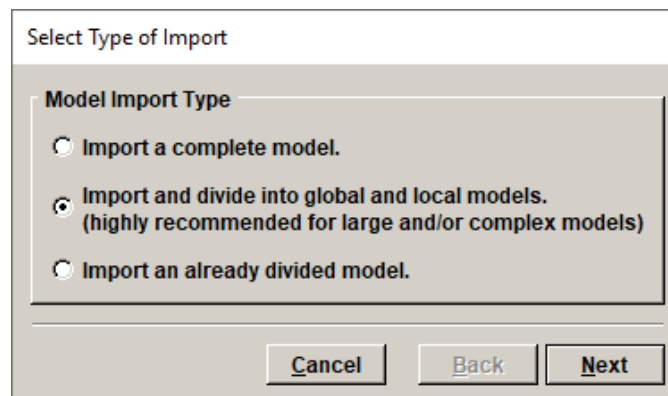 Select Type of Import
Model Import Type
Import a complete model.
Import and divide into global and local models.
(highly recommended for large and/or complex models)
Import an already divided model.
Cancel
Back
Next